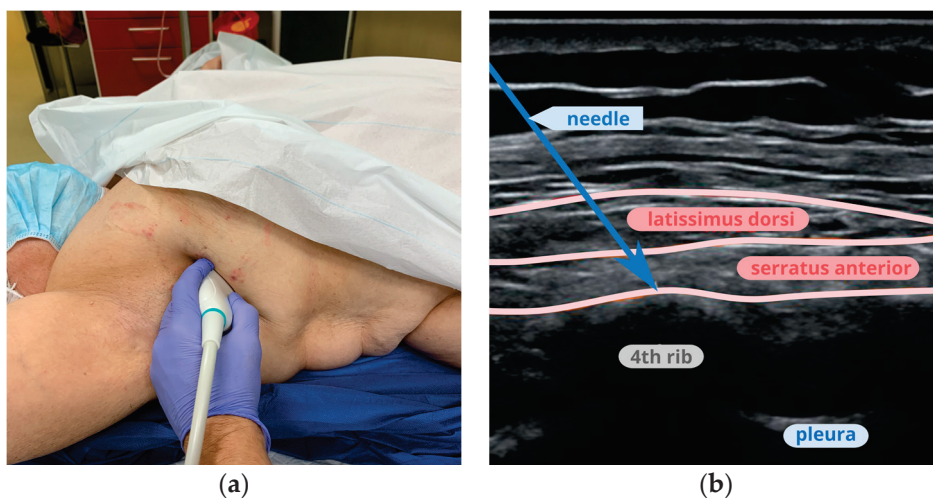 needle
latissimus dorsi
serratus anterior
4th rib
pleura
(a)
(b)